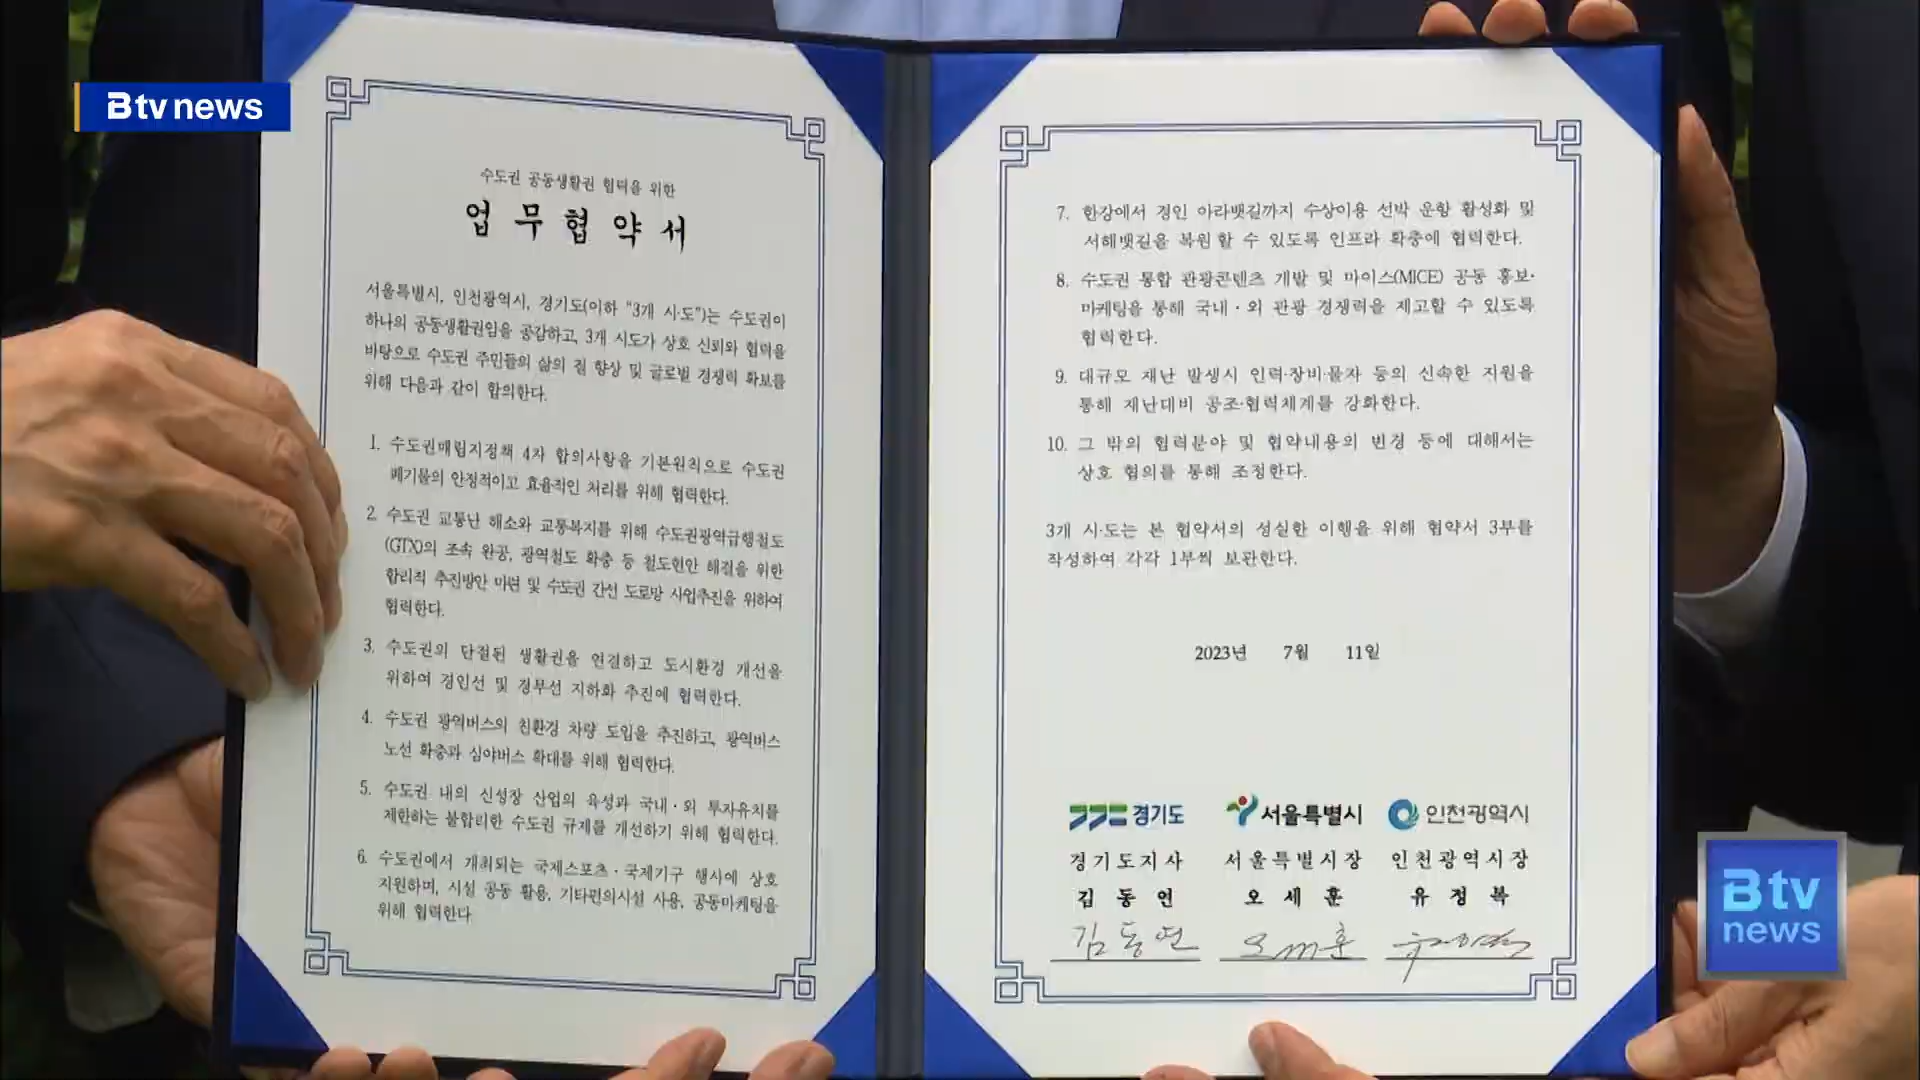 B tv news
수도권 공동생활권 협력을 위한
업무협약서
서울특별시, 인천광역시, 경기도(이하 “3개 시·도”)는 수도권이
하나의 공동생활권임을 공감하고, 3개 시도가 상호 신뢰와 협력을
바탕으로 수도권 주민들의 삶의 질 향상 및 글로벌 경쟁력 확보를
위해 다음과 같이 합의한다.
1. 수도권매립지정책 4자 합의사항을 기본원칙으로 수도권
폐기물의 안정적이고 효율적인 처리를 위해 협력한다.
2. 수도권 교통난 해소와 교통복지를 위해 수도권광역급행철도
(GTX)의 조속 완공, 광역철도 확충 등 철도현안 해결을 위한
합리적 추진방안 마련 및 수도권 간선 도로망 사업추진을 위하여
협력한다.
3. 수도권의 단절된 생활권을 연결하고 도시환경 개선을
위하여 경인선 및 경부선 지하화 추진에 협력한다.
4. 수도권 광역버스의 친환경 차량 도입을 추진하고, 광역버스
노선 확충과 심야버스 확대를 위해 협력한다.
5. 수도권 내의 신성장 산업의 육성과 국내·외 투자유치를
제한하는 불합리한 수도권 규제를 개선하기 위해 협력한다.
6. 수도권에서 개최되는 국제스포츠·국제기구 행사에 상호
지원하며, 시설 공동 활용, 기타편의시설 사용, 공동마케팅을
위해 협력한다.
7. 한강에서 경인 아라뱃길까지 수상이용 선박 운항 활성화 및
서해뱃길을 복원 할 수 있도록 인프라 확충에 협력한다.
8. 수도권 통합 관광콘텐츠 개발 및 마이스(MICE) 공동 홍보·
마케팅을 통해 국내·외 관광 경쟁력을 제고할 수 있도록
협력한다.
9. 대규모 재난 발생시 인력·장비·물자 등의 신속한 지원을
통해 재난대비 공조·협력체계를 강화한다.
10. 그 밖의 협력분야 및 협약내용의 변경 등에 대해서는
상호 협의를 통해 조정한다.
3개 시·도는 본 협약서의 성실한 이행을 위해 협약서 3부를
작성하여 각각 1부씩 보관한다.
2023년 7월 11일
경기도 서울특별시 인천광역시
경기도지사 서울특별시장 인천광역시장
김동연 오세훈 유정복
김동연 오세훈 유정복
B tv
news